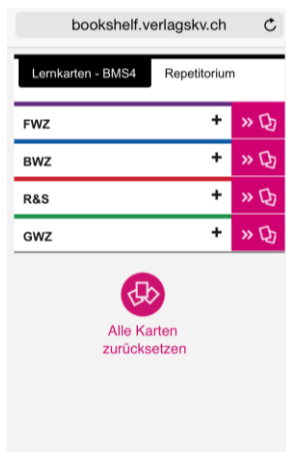 bookshelf.verlagskv.ch
Lernkarten - BMS4 Repetitorium
FWZ + »
BWZ + »
R&S + »
GWZ + »
Alle Karten
zurücksetzen